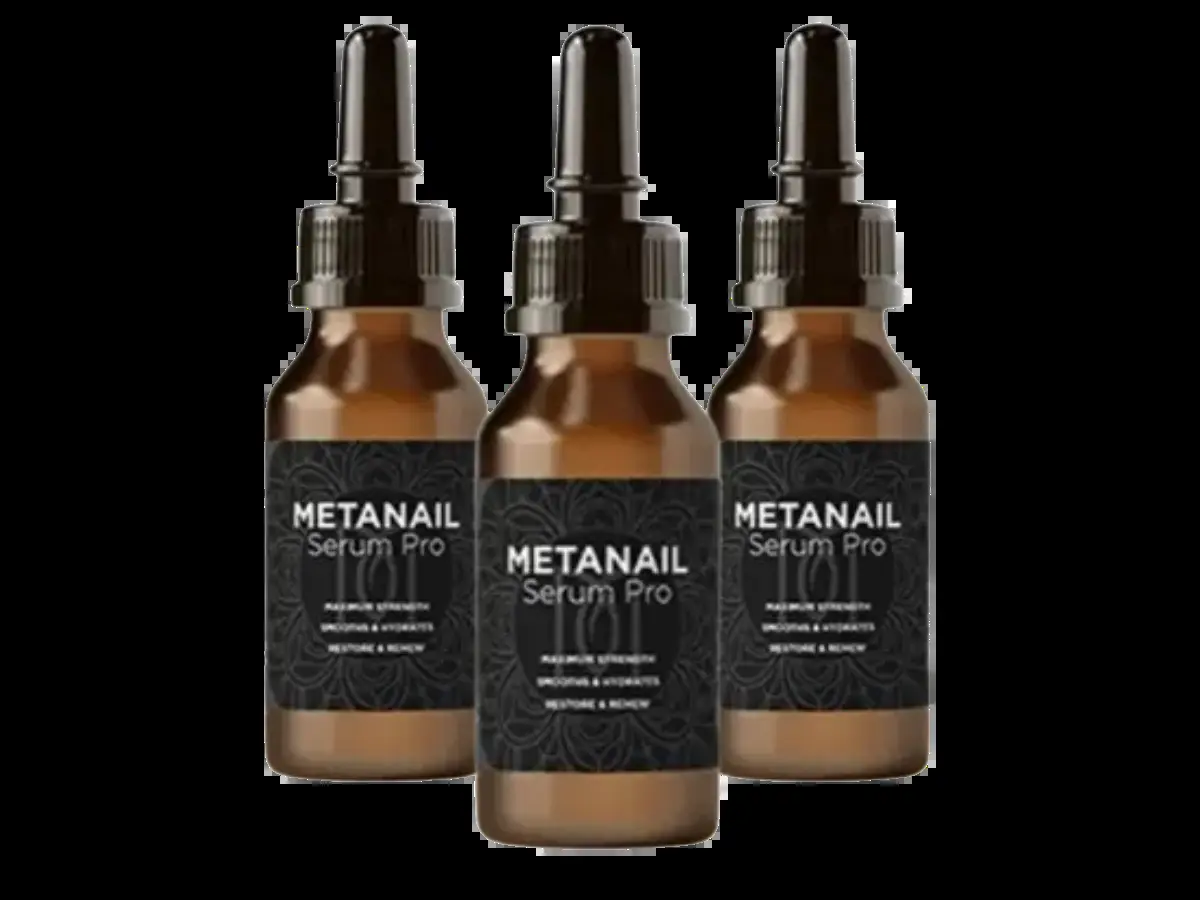 METANAIL
Serum Pro
MAXIMUM STRENGTH
SMOOTHS & HYDRATES
RESTORE & RENEW
METANAIL
Serum Pro
MAXIMUM STRENGTH
SMOOTHS & HYDRATES
RESTORE & RENEW
METANAIL
Serum Pro
MAXIMUM STRENGTH
SMOOTHS & HYDRATES
RESTORE & RENEW